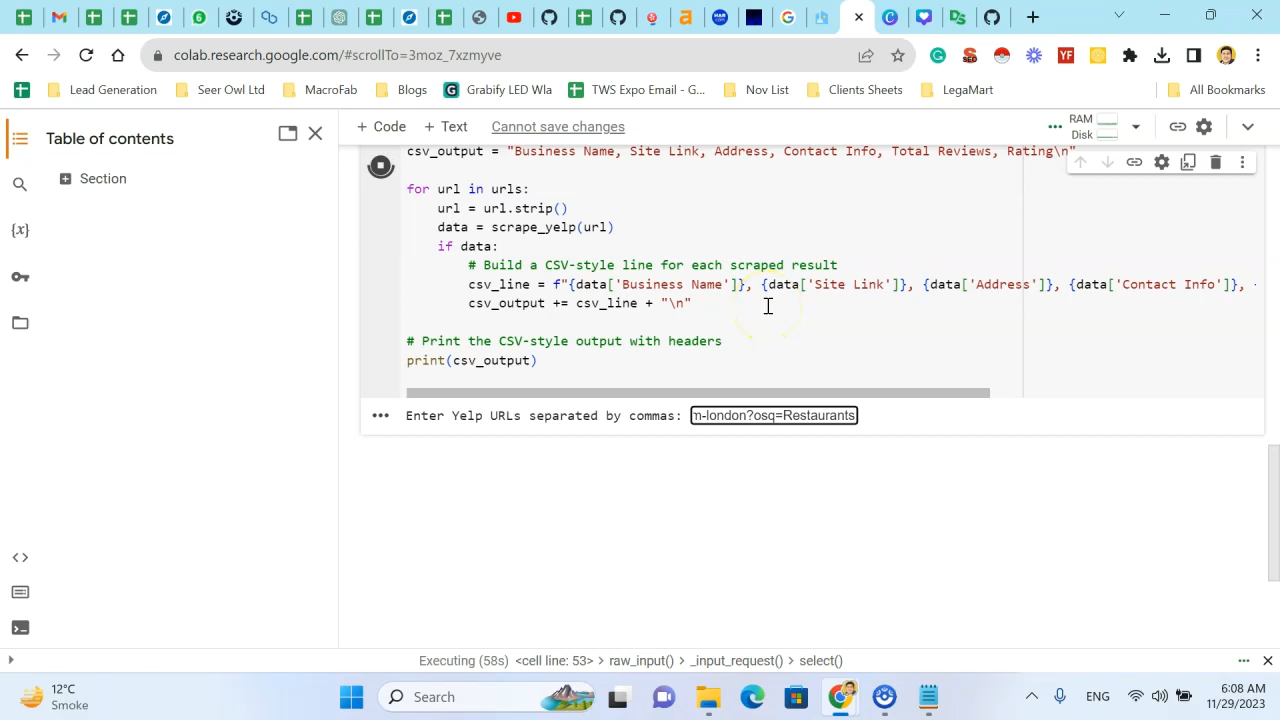 colab.research.google.com/#scrollTo=3moz_7xzmyve
Lead Generation
Seer Owl Ltd
MacroFab
Blogs
Grabify LED Wla
TWS Expo Email - G...
Nov List
Clients Sheets
LegaMart
All Bookmarks
Table of contents
Section
+ Code
+ Text
Cannot save changes
RAM
Disk
csv_output = "Business Name, Site Link, Address, Contact Info, Total Reviews, Rating\n"
for url in urls:
url = url.strip()
data = scrape_yelp(url)
if data:
# Build a CSV-style line for each scraped result
csv_line = f"{data['Business Name']}, {data['Site Link']}, {data['Address']}, {data['Contact Info']},
csv_output += csv_line + "\n"
# Print the CSV-style output with headers
print(csv_output)
Enter Yelp URLs separated by commas: m-london?osq=Restaurants
Executing (58s) <cell line: 53> > raw_input() > _input_request() > select()
12°C
Smoke
Search
ENG
6:08 AM
11/29/2023